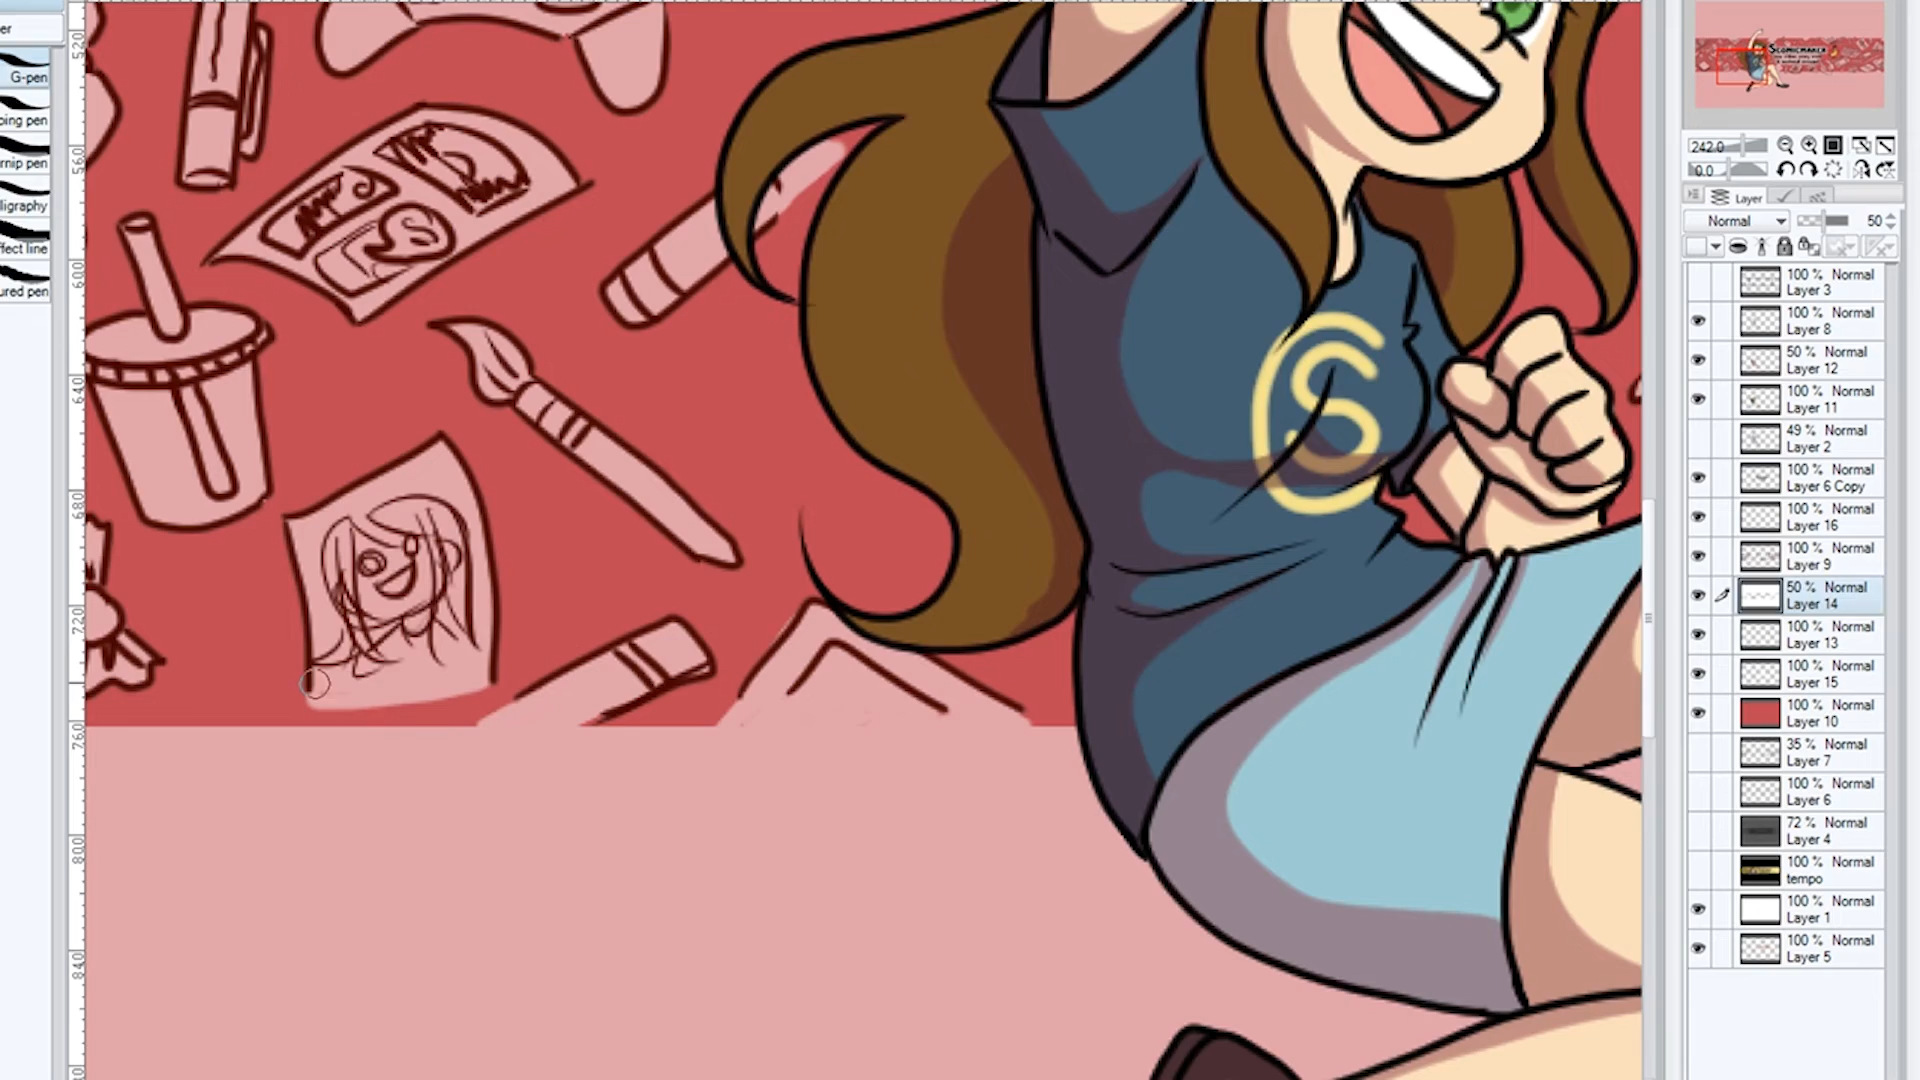 er
G-pen
ping pen
rnip pen
lligraphy
ffect line
ured pen
520
560
600
640
680
720
760
800
840
S
SCOMICMAKER
242.0
0.0
Layer
Normal
50
100 % Normal
Layer 3
100 % Normal
Layer 8
50 % Normal
Layer 12
100 % Normal
Layer 11
49 % Normal
Layer 2
100 % Normal
Layer 6 Copy
100 % Normal
Layer 16
100 % Normal
Layer 9
50 % Normal
Layer 14
100 % Normal
Layer 13
100 % Normal
Layer 15
100 % Normal
Layer 10
35 % Normal
Layer 7
100 % Normal
Layer 6
72 % Normal
Layer 4
100 % Normal
tempo
100 % Normal
Layer 1
100 % Normal
Layer 5